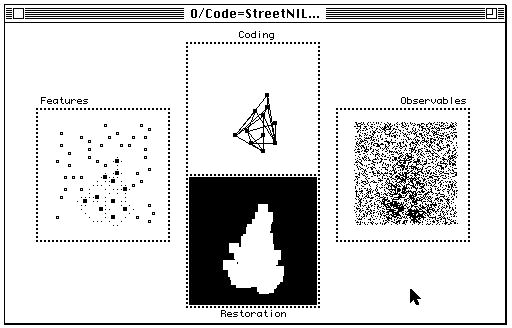 0/Code=StreetNIL...
Coding
Features
Observables
Restoration